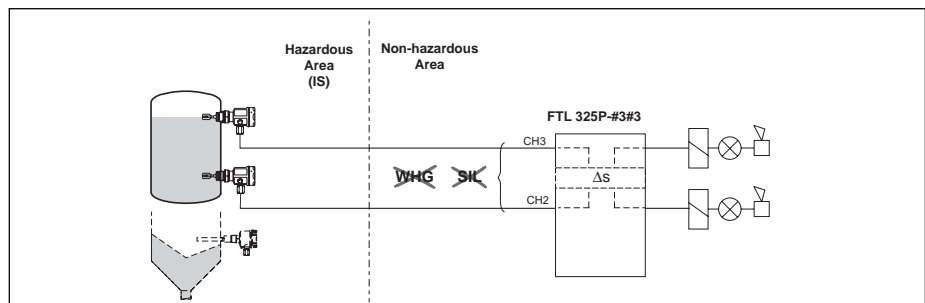 Hazardous
Area
(IS)
Non-hazardous
Area
FTL 325P-#3#3
CH3
WHG SIL
Δs
CH2